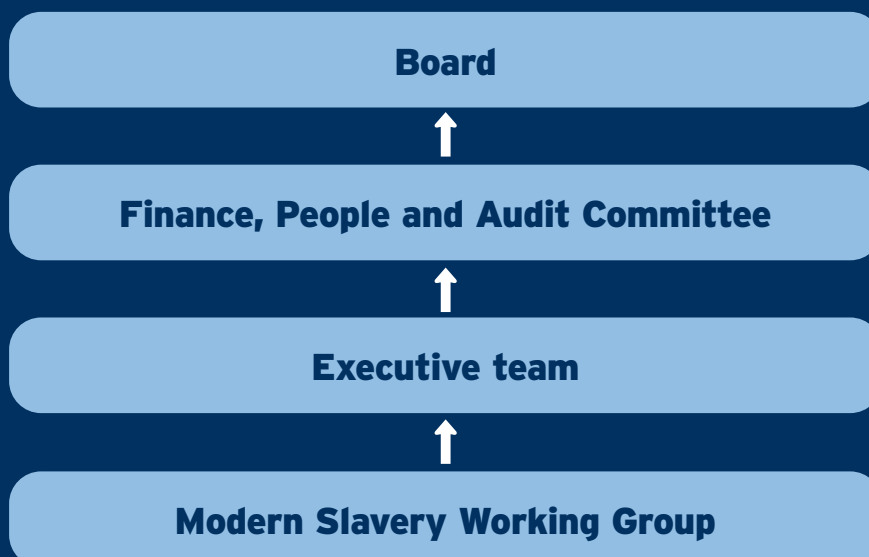 Board
Finance, People and Audit Committee
Executive team
Modern Slavery Working Group